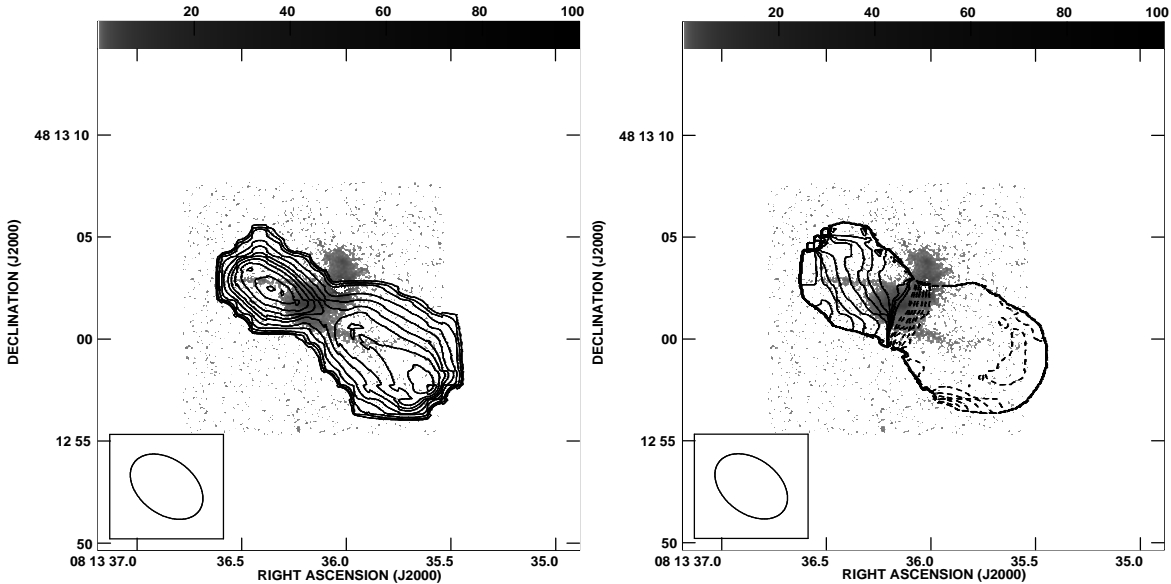 20 40 60 80 100
48 13 10
05
00
12 55
50
08 13 37.0 36.5 36.0 35.5 35.0
DECLINATION (J2000)
RIGHT ASCENSION (J2000)
20 40 60 80 100
48 13 10
05
00
12 55
50
08 13 37.0 36.5 36.0 35.5 35.0
DECLINATION (J2000)
RIGHT ASCENSION (J2000)